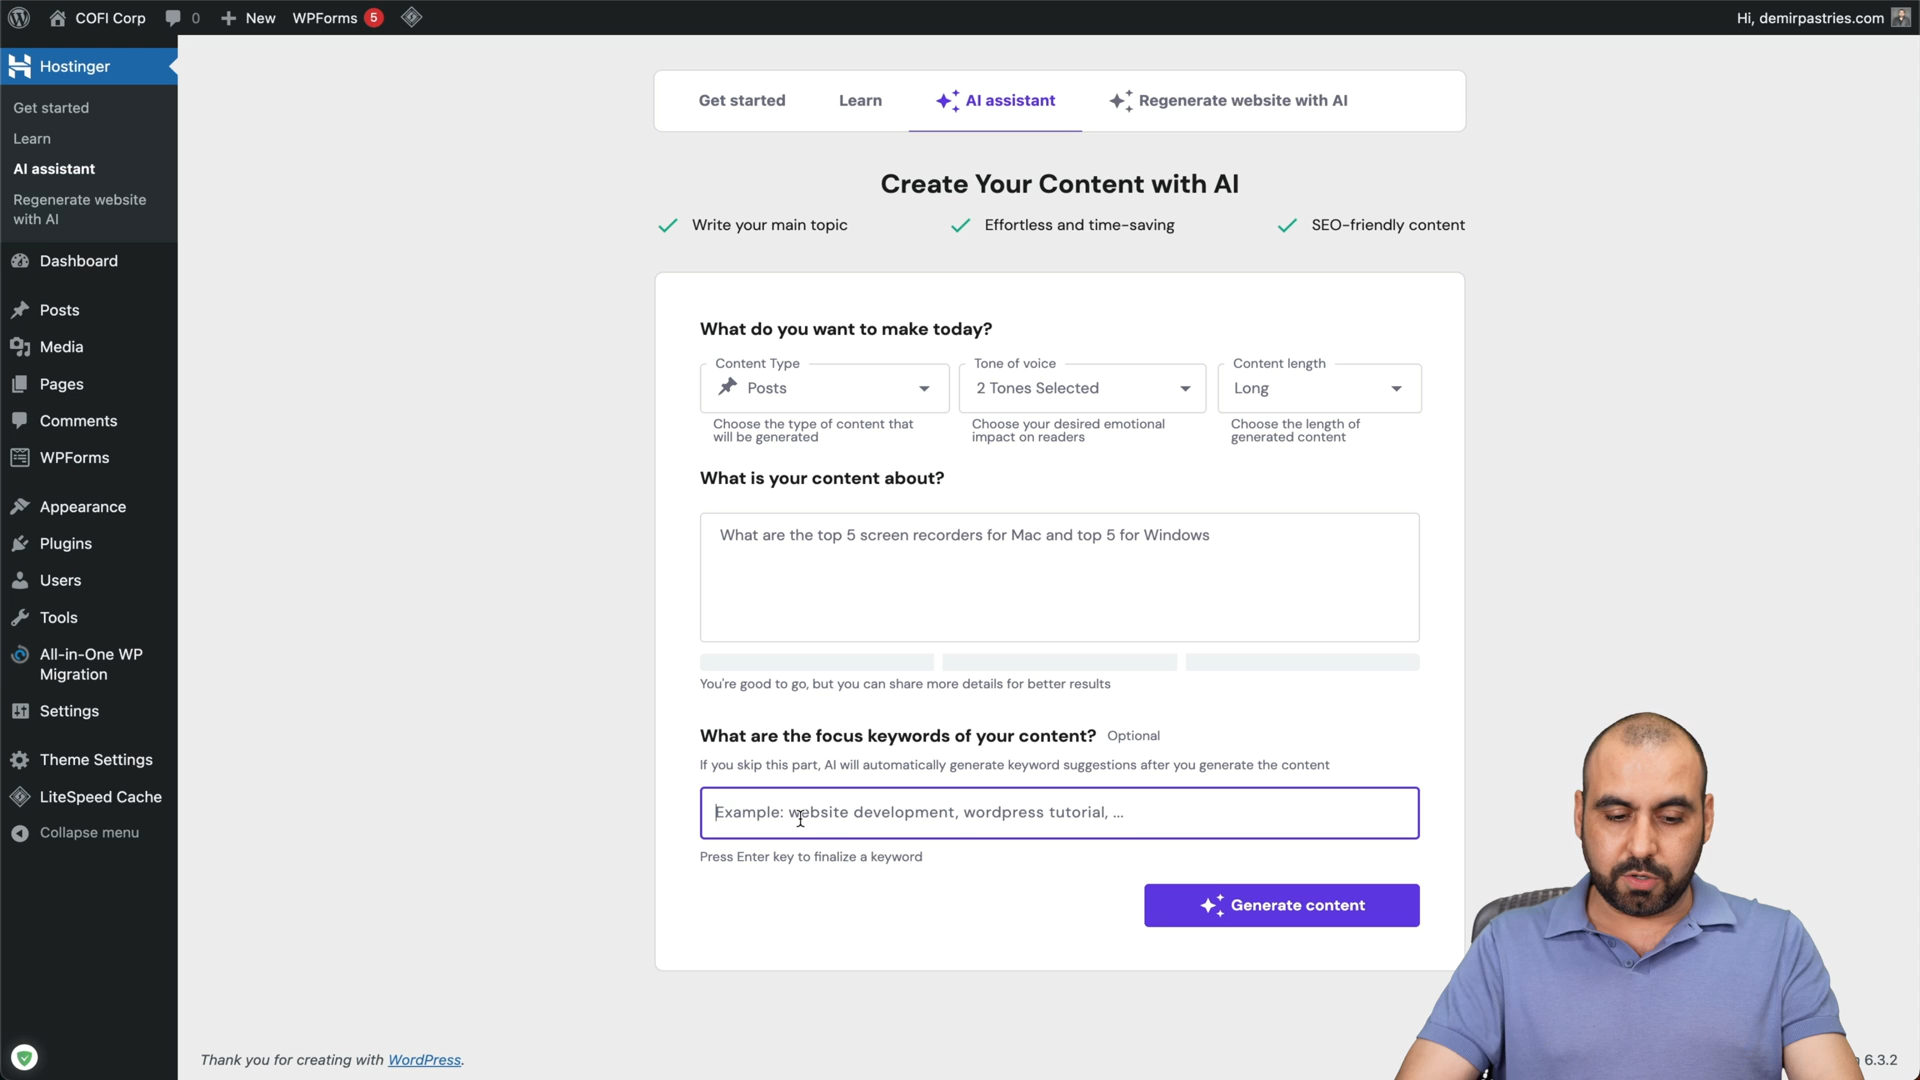 COFI Corp 0 New WPForms 5
Hi, demirpastries.com
Hostinger
Get started
Learn
AI assistant
Regenerate website
with AI
Dashboard
Posts
Media
Pages
Comments
WPForms
Appearance
Plugins
Users
Tools
All-in-One WP
Migration
Settings
Theme Settings
LiteSpeed Cache
Collapse menu
Get started Learn AI assistant Regenerate website with AI
Create Your Content with AI
Write your main topic Effortless and time-saving SEO-friendly content
What do you want to make today?
Content Type Tone of voice Content length
Posts 2 Tones Selected Long
Choose the type of content that Choose your desired emotional Choose the length of
will be generated impact on readers generated content
What is your content about?
What are the top 5 screen recorders for Mac and top 5 for Windows
You're good to go, but you can share more details for better results
What are the focus keywords of your content? Optional
If you skip this part, AI will automatically generate keyword suggestions after you generate the content
Example: website development, wordpress tutorial, ...
Press Enter key to finalize a keyword
Generate content
Thank you for creating with WordPress.
6.3.2